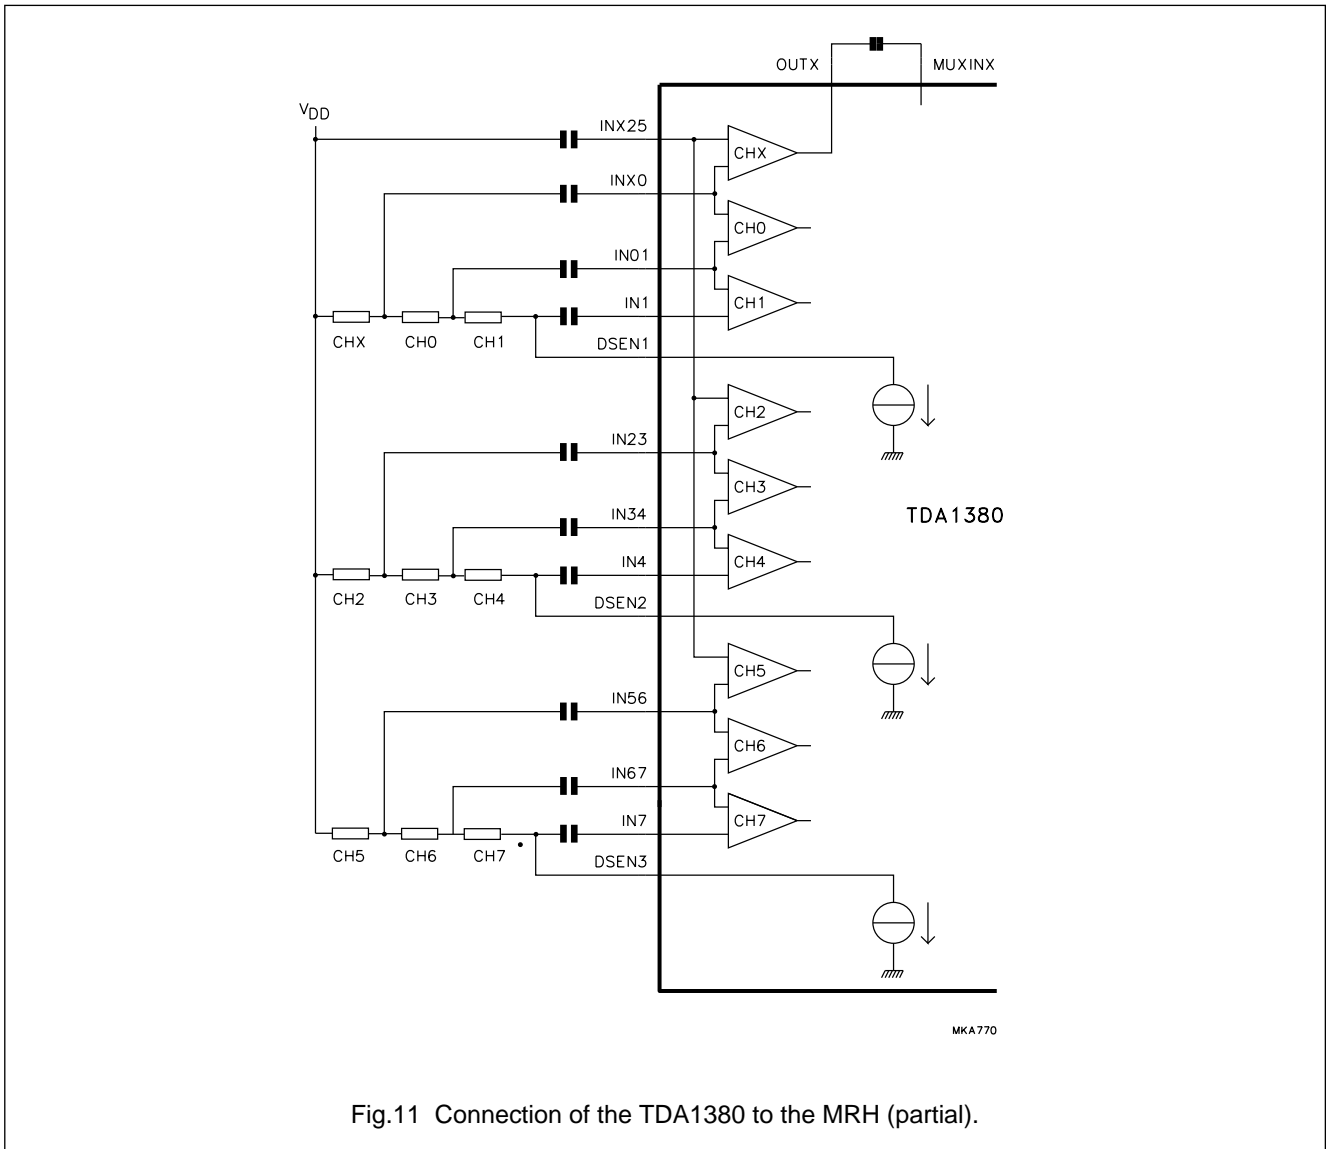 OUTX
MUXINX
VDD
INX25
CHX
INX0
CH0
IN01
CH1
IN1
CHX
CH0
CH1
DSEN1
CH2
IN23
CH3
IN34
TDA1380
CH4
IN4
CH2
CH3
CH4
DSEN2
CH5
IN56
CH6
IN67
CH7
IN7
CH5
CH6
CH7
DSEN3
MKA770
Fig.11 Connection of the TDA1380 to the MRH (partial).